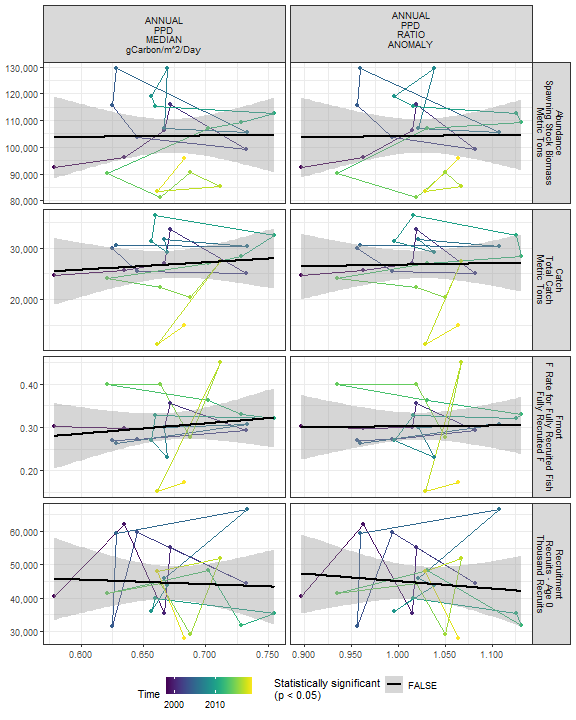 ANNUAL
PPD
MEDIAN
gCarbon/m^2/Day
ANNUAL
PPD
RATIO
ANOMALY
130,000
120,000
110,000
100,000
90,000
80,000
Abundance
Spawning Stock Biomass
Metric Tons
30,000
20,000
Catch
Total Catch
Metric Tons
0.40
0.30
0.20
Fmort
F Rate for Fully Recruited Fish
Fully Recruited F
60,000
50,000
40,000
30,000
Recruitment
Recruits - Age 0
Thousand Recruits
0.600
0.650
0.700
0.750
0.900
0.950
1.000
1.050
1.100
Time
2000
2010
Statistically significant
(p < 0.05)
FALSE